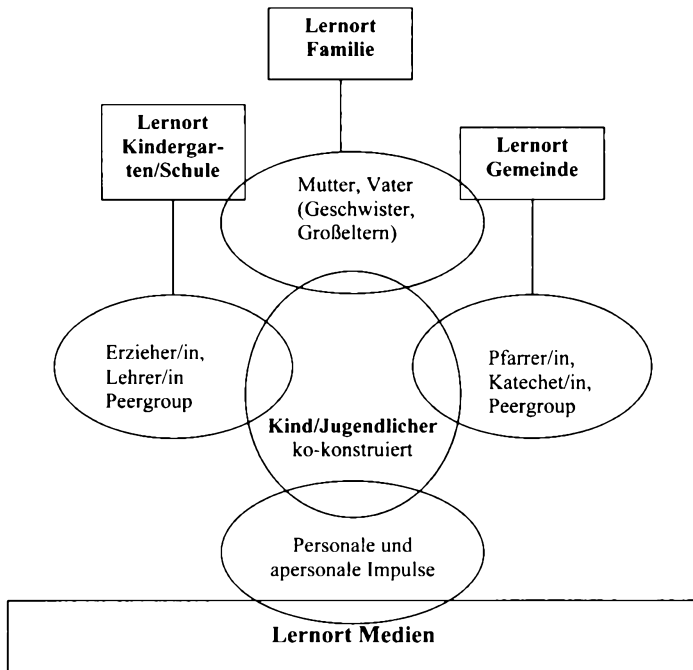 Lernort
Familie
Lernort
Kindergar-
ten/Schule
Lernort
Gemeinde
Mutter, Vater
(Geschwister,
Großeltern)
Erzieher/in,
Lehrer/in
Peergroup
Pfarrer/in,
Katechet/in,
Peergroup
Kind/Jugendlicher
ko-konstruiert
Personale und
apersonale Impulse
Lernort Medien